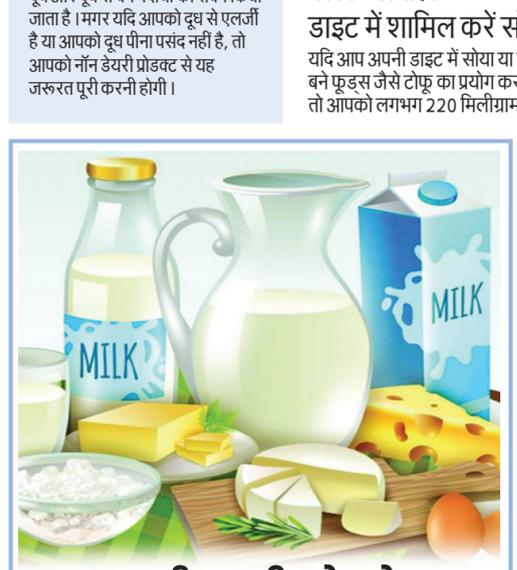 जाता है । मगर यदि आपको दूध से एलर्जी
है या आपको दूध पीना पसंद नहीं है, तो
आपको नॉन डेयरी प्रोडक्ट से यह
जरूरत पूरी करनी होगी ।
डाइट में शामिल करें
यदि आप अपनी डाइट में सोया या
बने फूड्स जैसे टोफू का प्रयोग
तो आपको लगभग 220 मिलीग्राम
MILK
MILK